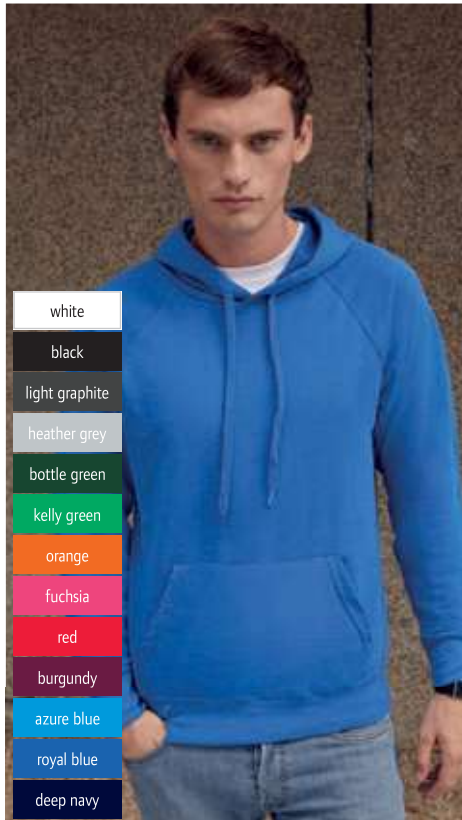 white
black
light graphite
heather grey
bottle green
kelly green
orange
fuchsia
red
burgundy
azure blue
royal blue
deep navy